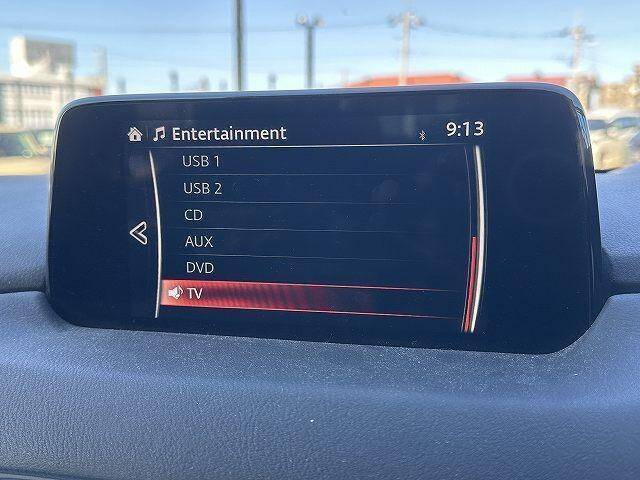 Entertainment 9:13
USB 1
USB 2
CD
AUX
DVD
TV